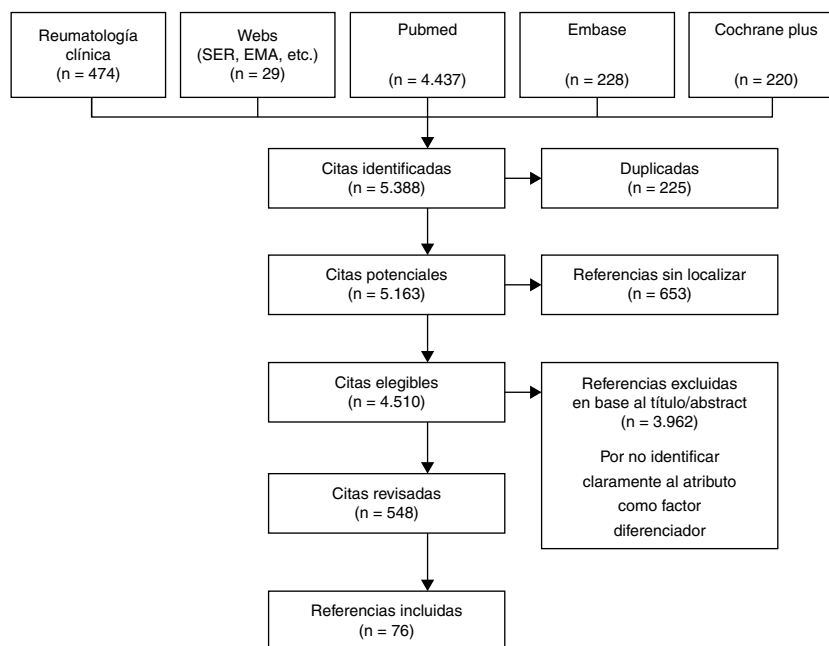 Reumatología
clínica
(n = 474)
Webs
(SER, EMA, etc.)
(n = 29)
Pubmed
(n = 4.437)
Embase
(n = 228)
Cochrane plus
(n = 220)
Citas identificadas
(n = 5.388)
Duplicadas
(n = 225)
Citas potenciales
(n = 5.163)
Referencias sin localizar
(n = 653)
Citas elegibles
(n = 4.510)
Referencias excluidas
en base al título/abstract
(n = 3.962)
Por no identificar
claramente al atributo
como factor
diferenciador
Citas revisadas
(n = 548)
Referencias incluidas
(n = 76)